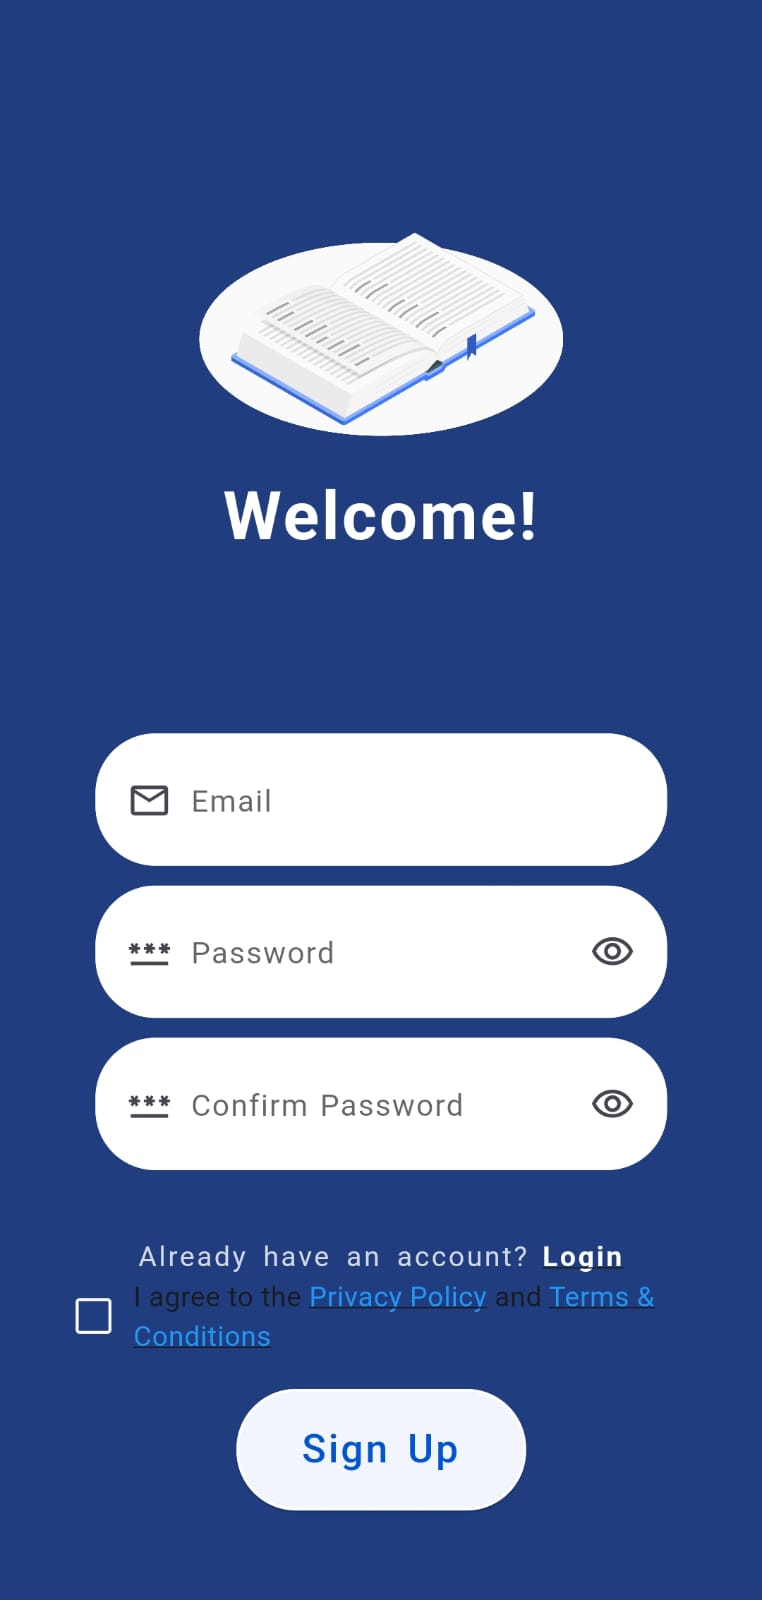 Welcome!
Email
Password
Confirm Password
Already have an account? Login
I agree to the Privacy Policy and Terms &
Conditions
Sign Up